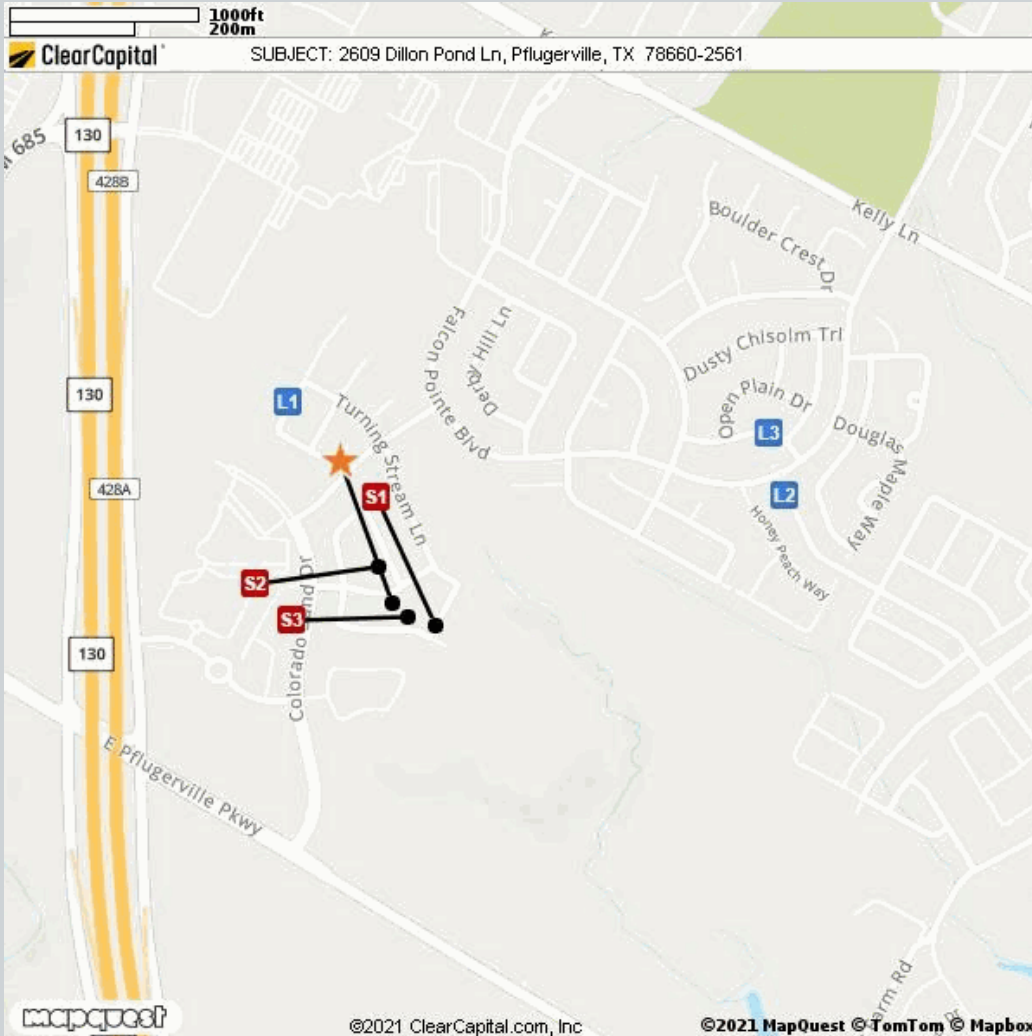 1000ft
200m
ClearCapital
SUBJECT: 2609 Dillon Pond Ln, Pflugerville, TX 78660-2561
685
130
428B
Kelly Ln
Boulder Crest Dr
Falcon Pointe Blvd
Derby Hill Ln
Dusty Chisolm Trl
Open Plain Dr
130
L1
Turning Stream Ln
L3
Douglas Maple Way
428A
S1
L2
Honey Peach Way
S2
S3
130
E Pflugerville Pkwy
mapquest
©2021 ClearCapital.com, Inc
©2021 MapQuest © TomTom © Mapbox